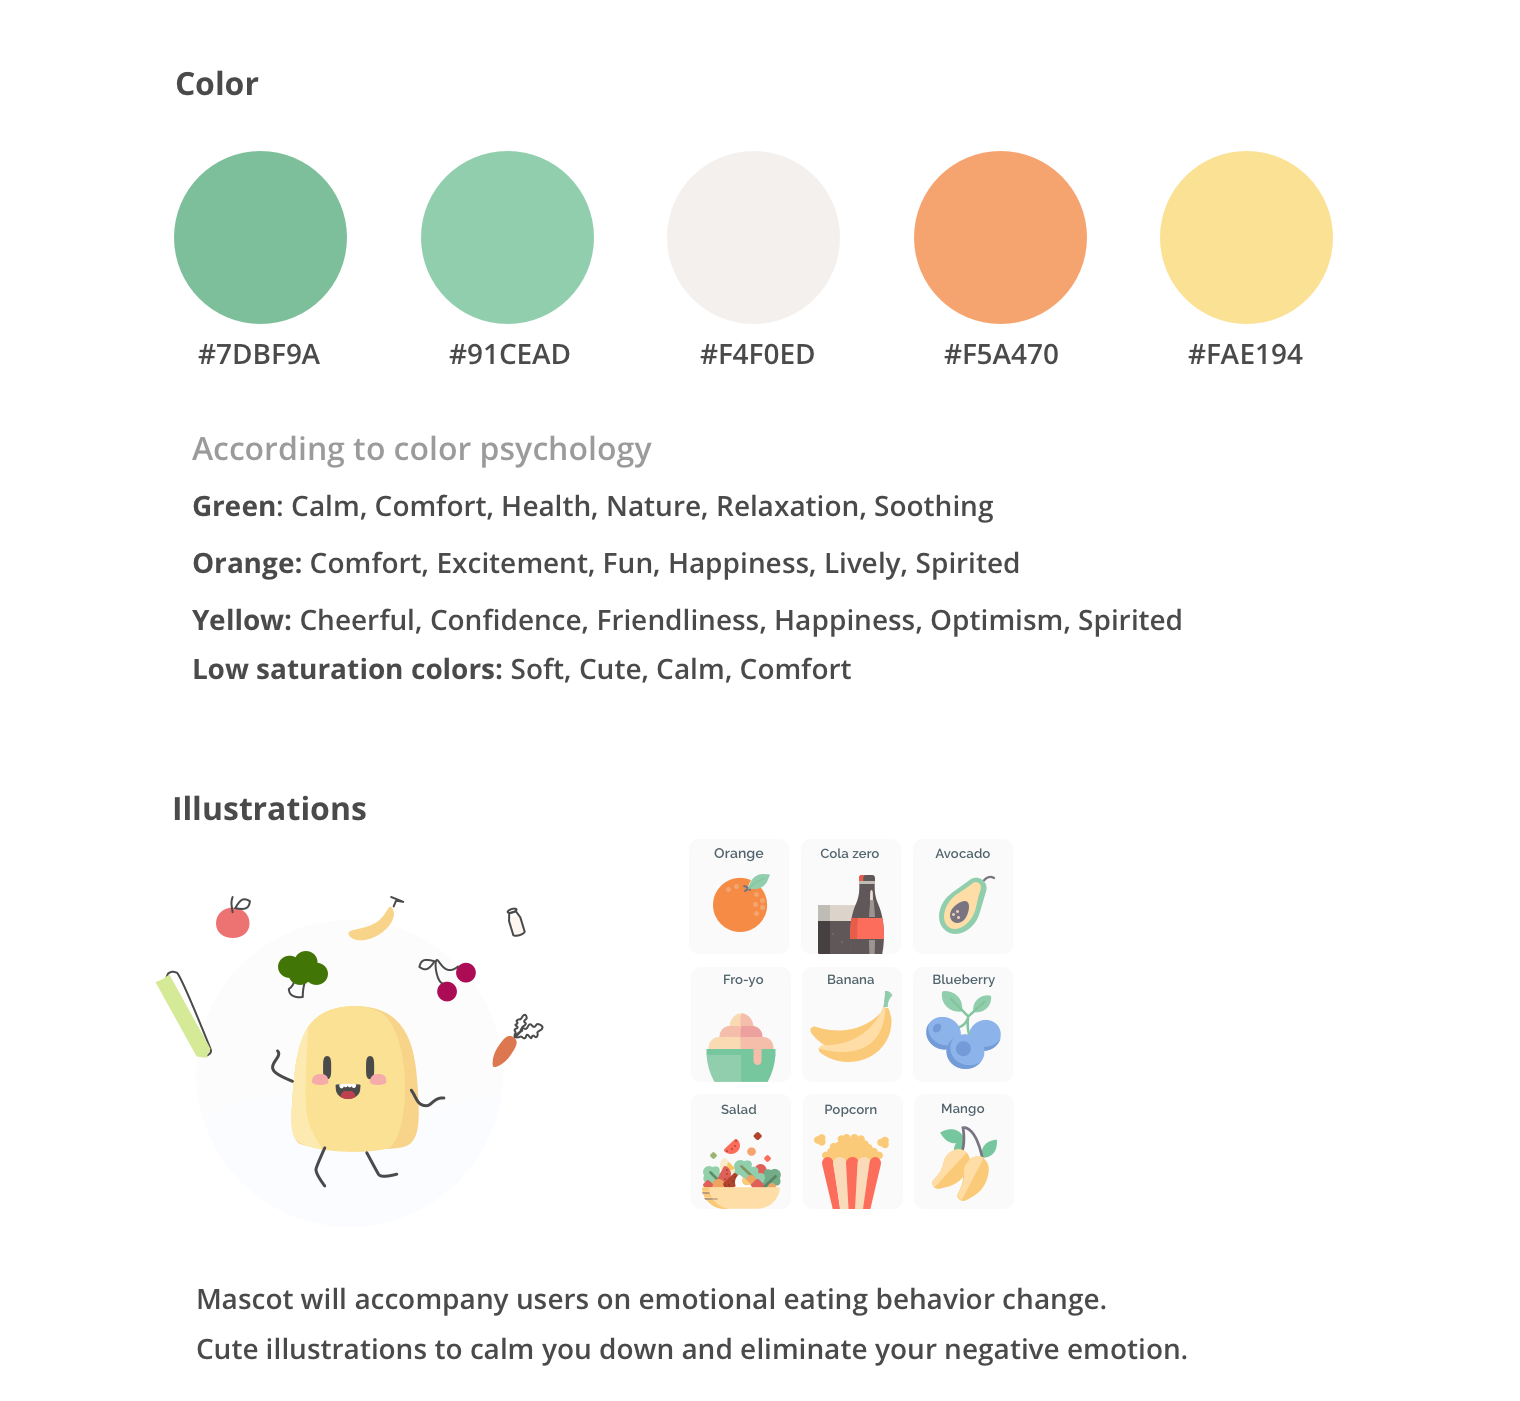 Color
#7DBF9A
#91CEAD
#F4F0ED
#F5A470
#FAE194
According to color psychology
Green: Calm, Comfort, Health, Nature, Relaxation, Soothing
Orange: Comfort, Excitement, Fun, Happiness, Lively, Spirited
Yellow: Cheerful, Confidence, Friendliness, Happiness, Optimism, Spirited
Low saturation colors: Soft, Cute, Calm, Comfort
Illustrations
Orange
Cola zero
Avocado
Fro-yo
Banana
Blueberry
Salad
Popcorn
Mango
Mascot will accompany users on emotional eating behavior change.
Cute illustrations to calm you down and eliminate your negative emotion.